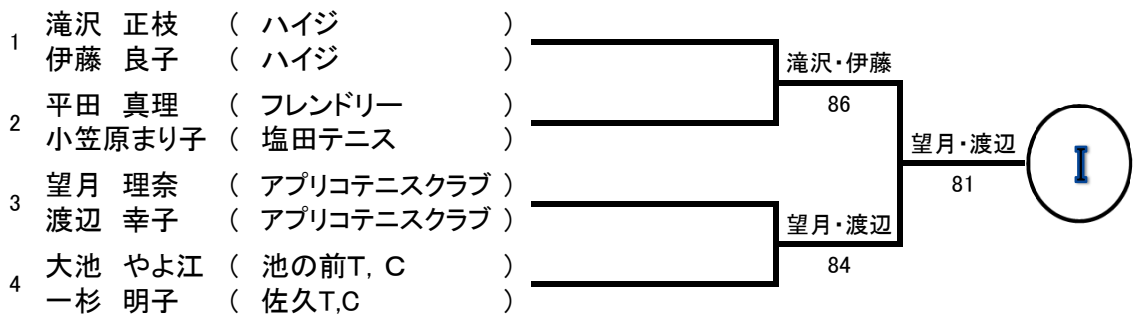 1 滝沢 正枝 ( ハイジ )
伊藤 良子 ( ハイジ )
2 平田 真理 ( フレンドリー )
小笠原まり子 ( 塩田テニス )
3 望月 理奈 ( アプリコテニスクラブ )
渡辺 幸子 ( アプリコテニスクラブ )
4 大池 やよ江 ( 池の前T, C )
一杉 明子 ( 佐久T,C )
滝沢・伊藤
86
望月・渡辺
84
望月・渡辺
81
I